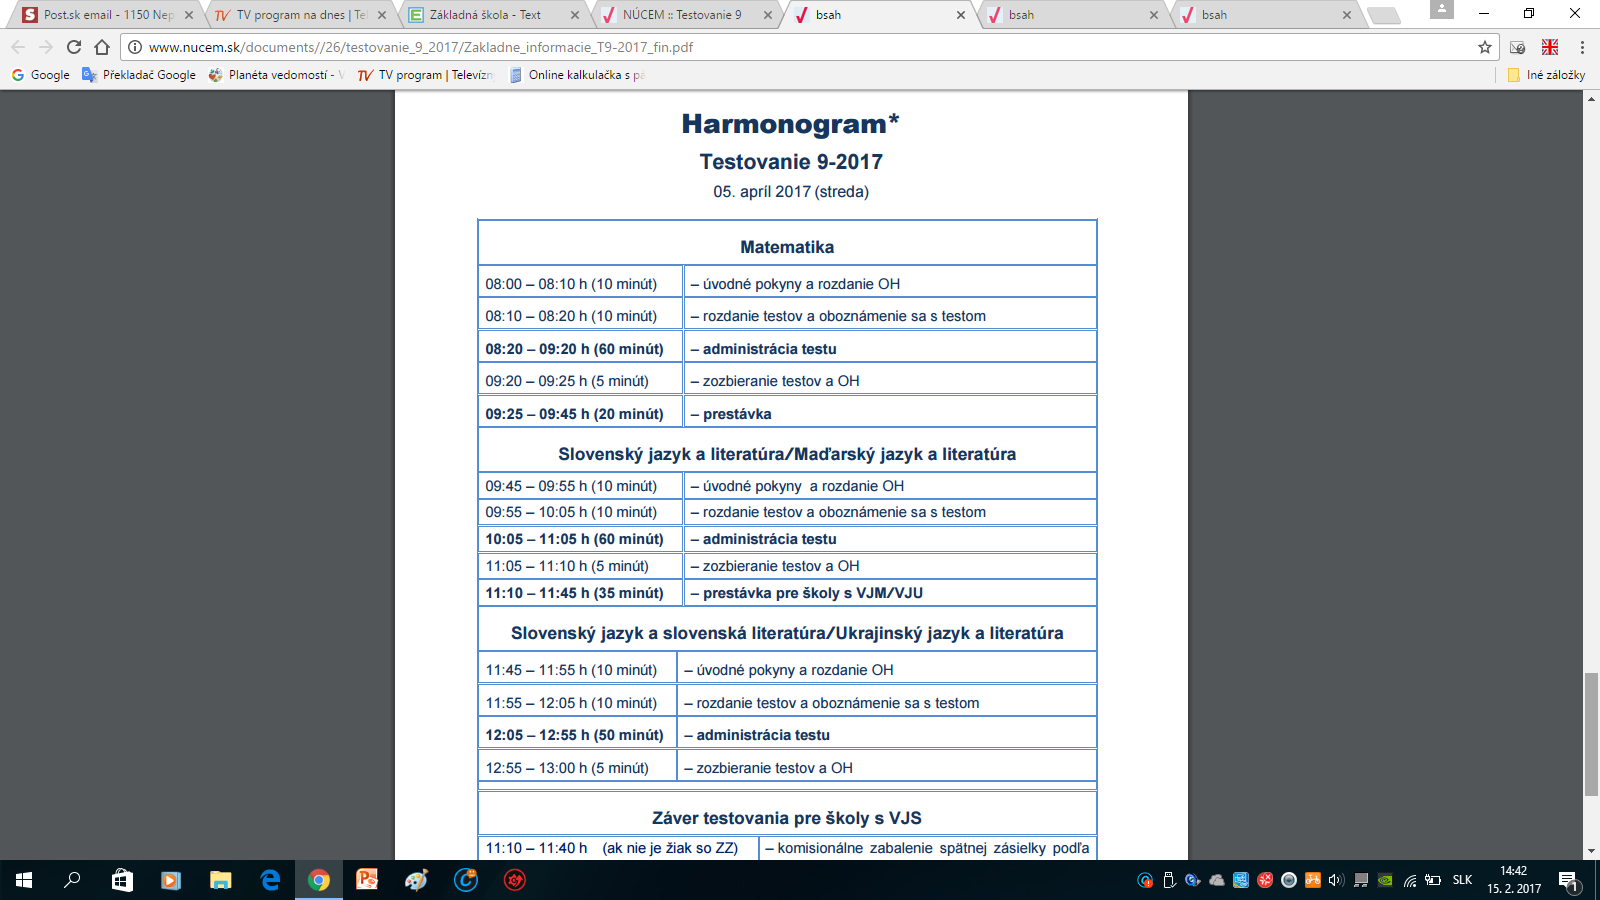 Post.sk email - 1150 Nep
TV program na dnes | Tel
Základná škola - Text
NÚCEM :: Testovanie 9
bsah
bsah
bsah
www.nucem.sk/documents//26/testovanie_9_2017/Zakladne_informacie_T9-2017_fin.pdf
Google
Překladač Google
Planéta vedomostí - V
TV program | Televízn
Online kalkulačka s pa
Iné záložky
Harmonogram*
Testovanie 9-2017
05. apríl 2017 (streda)
Matematika
08:00 – 08:10 h (10 minút) – úvodné pokyny a rozdanie OH
08:10 – 08:20 h (10 minút) – rozdanie testov a oboznámenie sa s testom
08:20 – 09:20 h (60 minút) – administrácia testu
09:20 – 09:25 h (5 minút) – zozbieranie testov a OH
09:25 – 09:45 h (20 minút) – prestávka
Slovenský jazyk a literatúra/Maďarský jazyk a literatúra
09:45 – 09:55 h (10 minút) – úvodné pokyny a rozdanie OH
09:55 – 10:05 h (10 minút) – rozdanie testov a oboznámenie sa s testom
10:05 – 11:05 h (60 minút) – administrácia testu
11:05 – 11:10 h (5 minút) – zozbieranie testov a OH
11:10 – 11:45 h (35 minút) – prestávka pre školy s VJM/VJU
Slovenský jazyk a slovenská literatúra/Ukrajinský jazyk a literatúra
11:45 – 11:55 h (10 minút) – úvodné pokyny a rozdanie OH
11:55 – 12:05 h (10 minút) – rozdanie testov a oboznámenie sa s testom
12:05 – 12:55 h (50 minút) – administrácia testu
12:55 – 13:00 h (5 minút) – zozbieranie testov a OH
Záver testovania pre školy s VJS
11:10 – 11:40 h (ak nie je žiak so ZZ) – komisionálne zabalenie spätnej zásielky podľa
SLK
14:42
15. 2. 2017
1